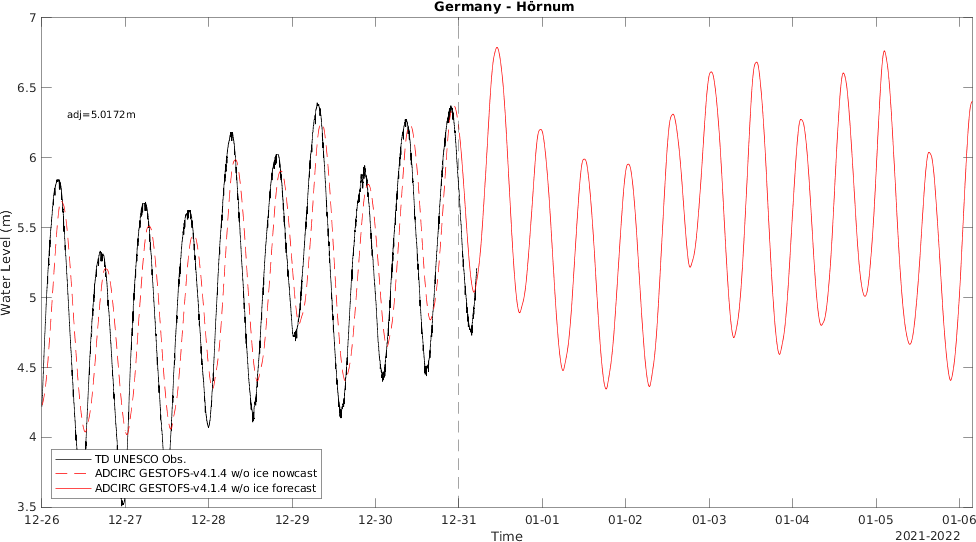 Germany - Hörnum
7
6.5
6
5.5
5
4.5
4
3.5
Water Level (m)
adj=5.0172m
TD UNESCO Obs.
ADCIRC GESTOFS-v4.1.4 w/o ice nowcast
ADCIRC GESTOFS-v4.1.4 w/o ice forecast
12-26 12-27 12-28 12-29 12-30 12-31 01-01 01-02 01-03 01-04 01-05 01-06
Time
2021-2022